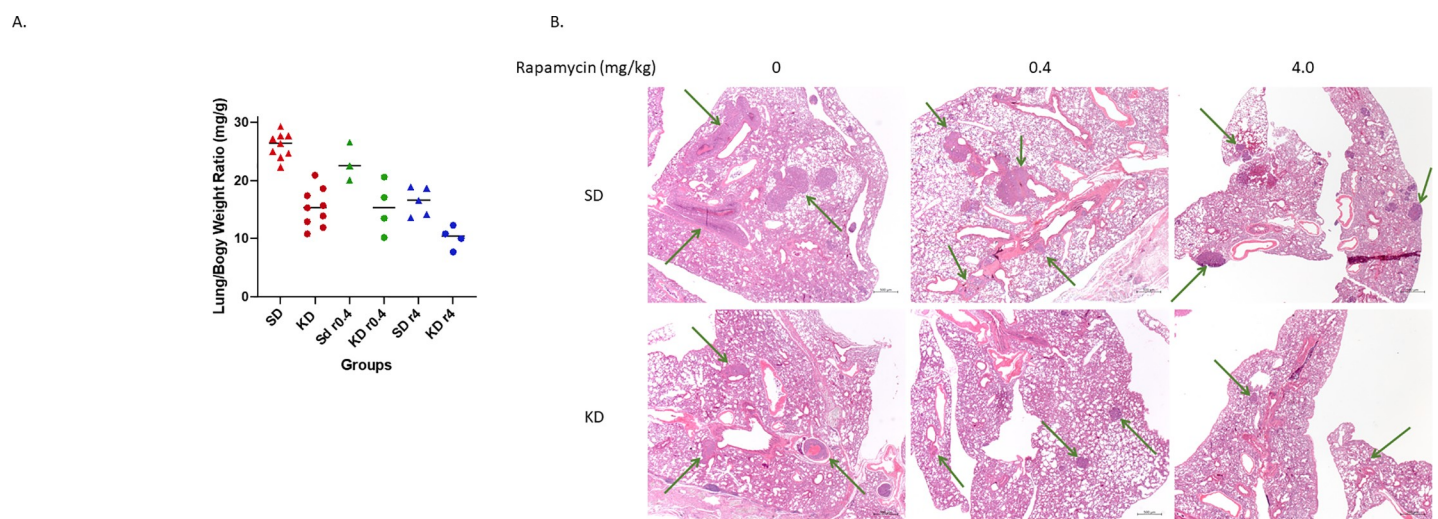 A.
B.
Rapamycin (mg/kg)
0
0.4
4.0
Lung/Bogy Weight Ratio (mg/g)
30
20
10
0
SD
KD
Sd r0.4
KD r0.4
SD r4
KD r4
Groups
SD
KD